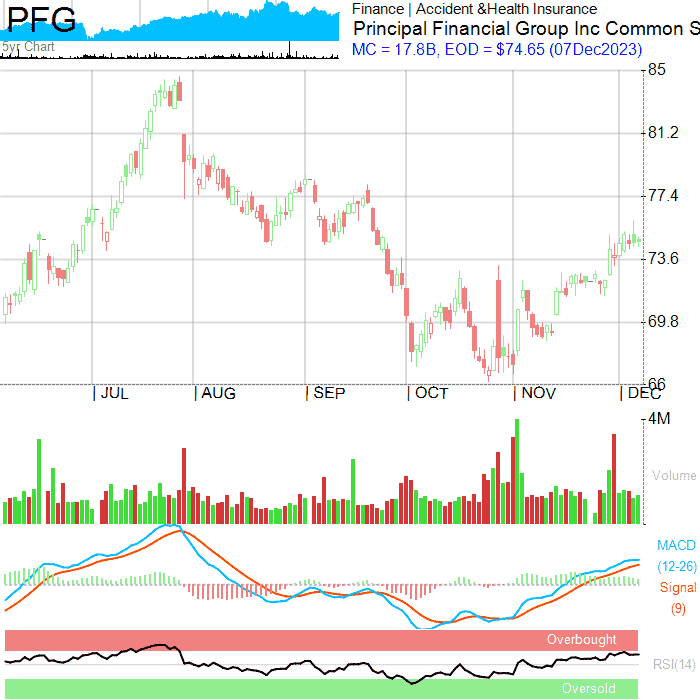 PFG
5yr Chart
Finance | Accident &Health Insurance
Principal Financial Group Inc Common S
MC = 17.8B, EOD = $74.65 (07Dec2023)
85
81.2
77.4
73.6
69.8
66
| JUL | AUG | SEP | OCT | NOV | DEC
4M
Volume
MACD
(12-26)
Signal
(9)
Overbought
RSI(14)
Oversold